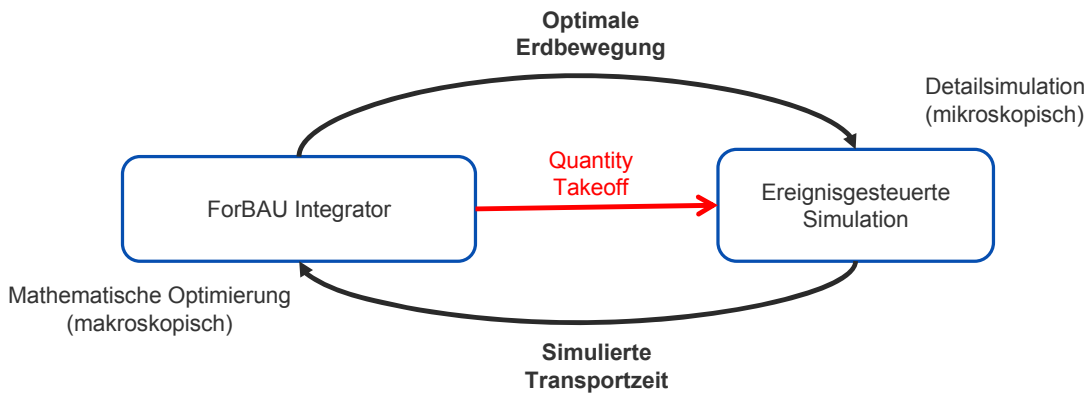 Optimale
Erdbewegung
Detailsimulation
(mikroskopisch)
Quantity
Takeoff
ForBAU Integrator
Ereignisgesteuerte
Simulation
Mathematische Optimierung
(makroskopisch)
Simulierte
Transportzeit